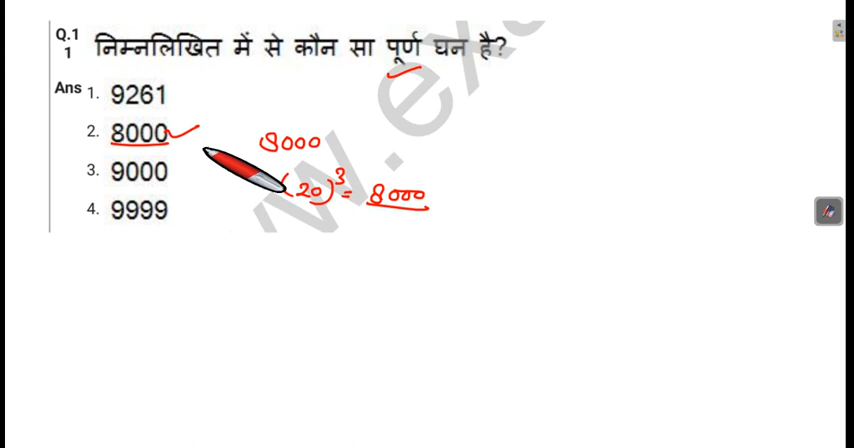 Q.1 निम्नलिखित में से कौन सा पूर्ण घन है?
1
Ans 1. 9261
2. 8000
8000
3. 9000
(20)³ = 8000
4. 9999